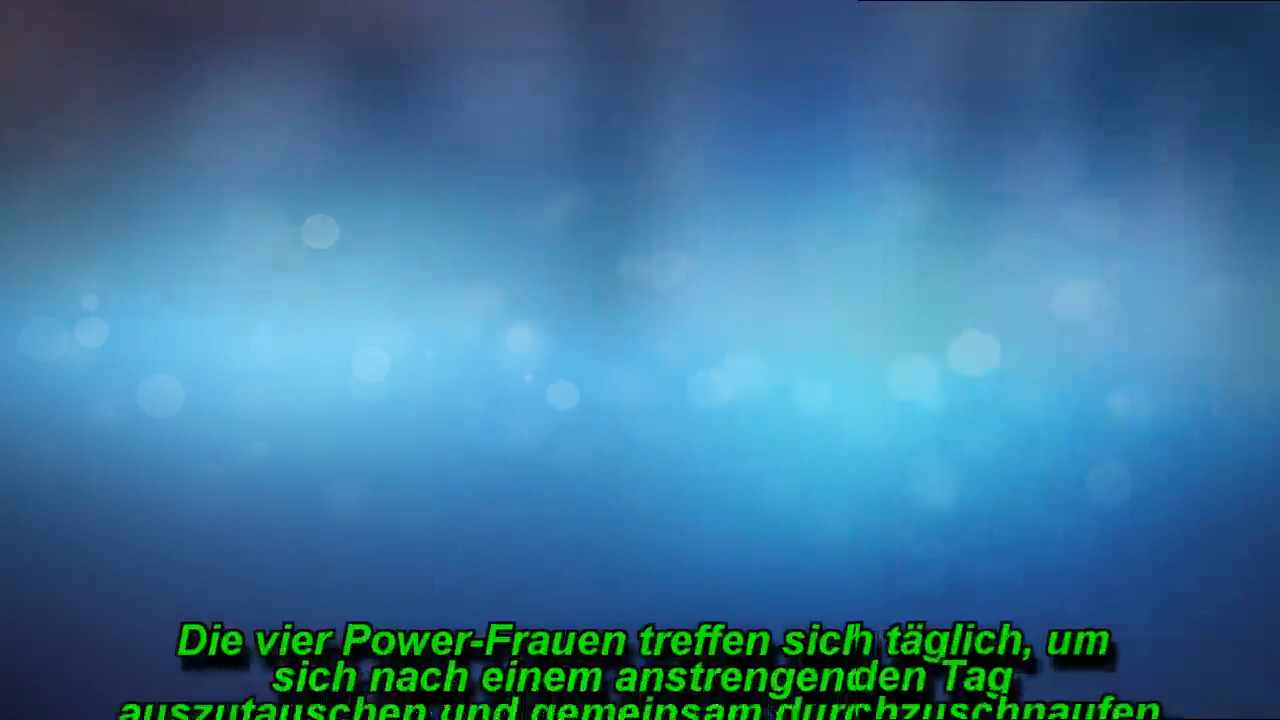 Die vier Power-Frauen treffen sich täglich, um
sich nach einem anstrengenden Tag
auszutauschen und gemeinsam durchzuschnaufen